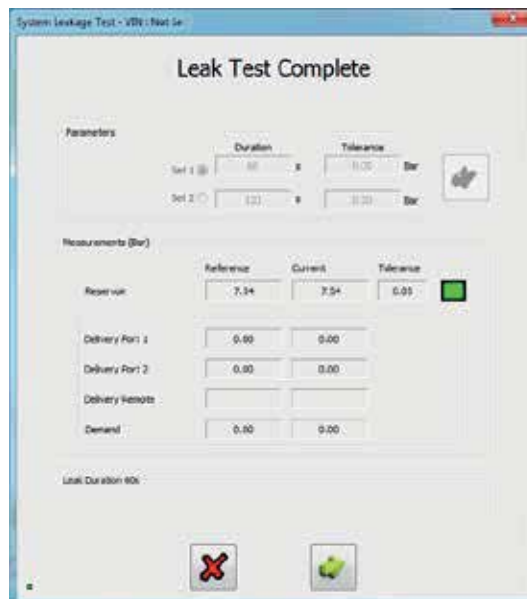 System Leakage Test - VIN : Not Se
Leak Test Complete
Parameters
Duration Tolerance
Set 1 60 s Bar
Set 2 121 s Bar
Measurements (Bar)
Reference Current Tolerance
Reservoir 7.54 7.54 0.05
Delivery Port 1 0.00 0.00
Delivery Port 2 0.00 0.00
Delivery Remote
Demand 0.00 0.00
Leak Duration 60s